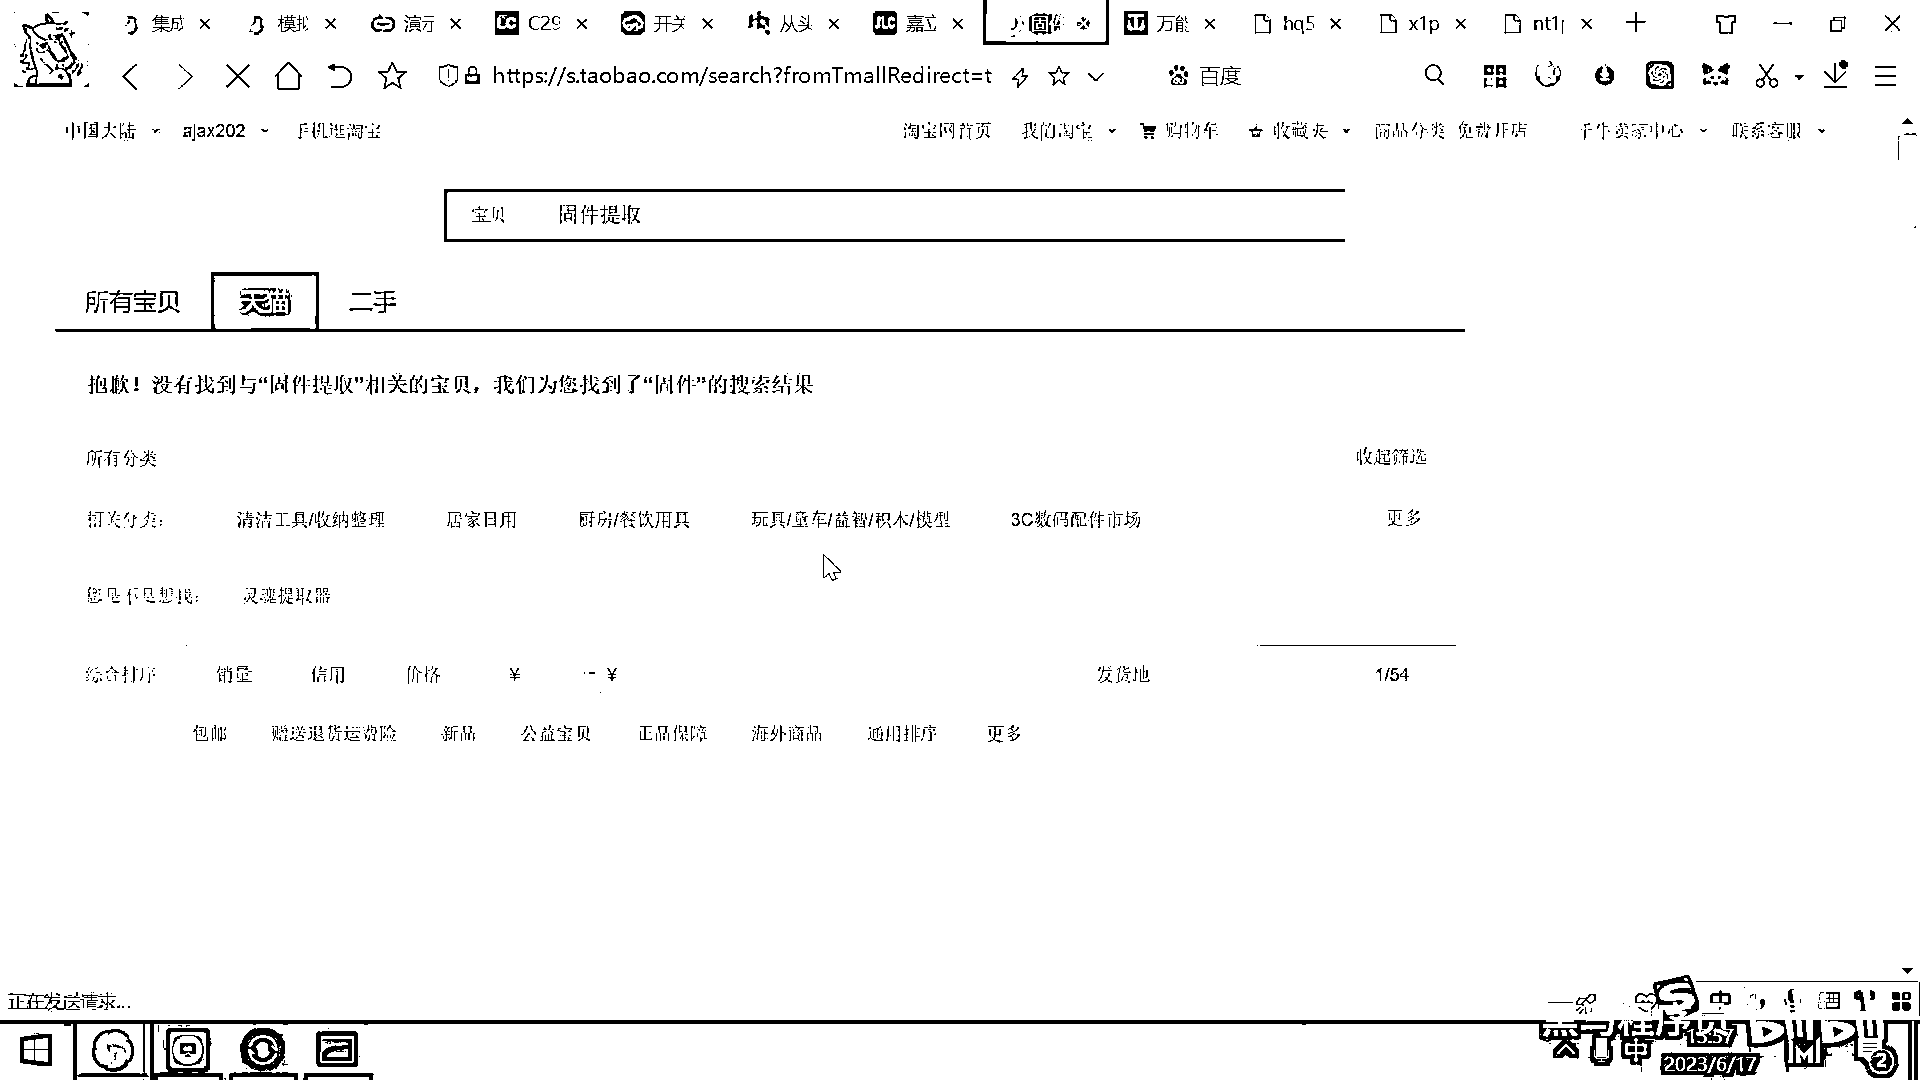 集成 模拟 演示 C29 开关 从头 嘉立 固件 万能 hq5 x1p nt1p
https://s.taobao.com/search?fromTmallRedirect=t 百度
中国大陆 ajax202 手机逛淘宝 淘宝网首页 我的淘宝 购物车 收藏夹 商品分类 免费开店 千牛卖家中心 联系客服
宝贝 固件提取
所有宝贝 天猫 二手
抱歉！没有找到与“固件提取”相关的宝贝，我们为您找到了“固件”的搜索结果
所有分类 收起筛选
相关分类： 清洁工具/收纳整理 居家日用 厨房/餐饮用具 玩具/童车/益智/积木/模型 3C数码配件市场 更多
您是不是想找： 灵魂提取器
综合排序 销量 信用 价格 ¥ - ¥ 发货地 1/54
包邮 赠送退货运费险 新品 公益宝贝 正品保障 海外商品 通用排序 更多
正在发送请求...
中
黑马程序员 bilibili
中 15:57
2023/6/17 2